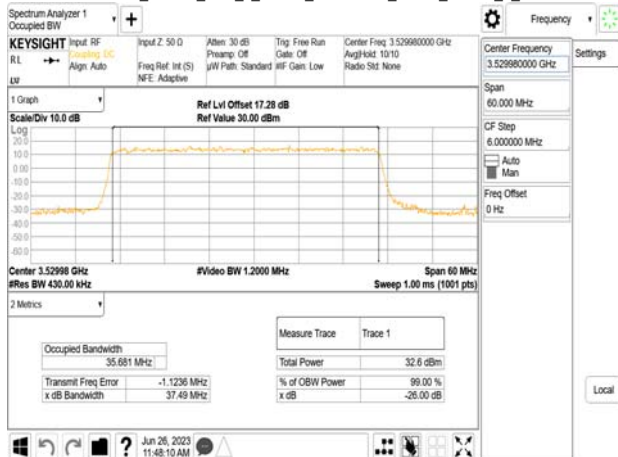 Spectrum Analyzer 1
Occupied BW
+
Frequency
KEYSIGHT
Input: RF
Coupling: DC
Align: Auto
Input Z: 50 Ω
Freq Ref: Int (S)
NFE: Adaptive
Atten: 30 dB
Preamp: Off
µW Path: Standard
Trig: Free Run
Gate: Off
#IF Gain: Low
Center Freq: 3.529980000 GHz
Avg|Hold: 10/10
Radio Std: None
RL
LVI
Center Frequency
3.529980000 GHz
Settings
Span
60.000 MHz
CF Step
6.000000 MHz
Auto
Man
Freq Offset
0 Hz
1 Graph
Scale/Div 10.0 dB
Ref Lvl Offset 17.28 dB
Ref Value 30.00 dBm
Log
20.0
10.0
0.00
-10.0
-20.0
-30.0
-40.0
-50.0
-60.0
Center 3.52998 GHz
#Res BW 430.00 kHz
#Video BW 1.2000 MHz
Span 60 MHz
Sweep 1.00 ms (1001 pts)
2 Metrics
Measure Trace Trace 1
Occupied Bandwidth
35.681 MHz
Total Power 32.6 dBm
Transmit Freq Error -1.1236 MHz
% of OBW Power 99.00 %
x dB Bandwidth 37.49 MHz
x dB -26.00 dB
Local
?
Jun 26, 2023
11:48:10 AM